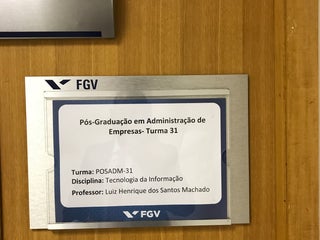 FGV
Pós-Graduação em Administração de
Empresas- Turma 31
Turma: POSADM-31
Disciplina: Tecnologia da Informação
Professor: Luiz Henrique dos Santos Machado
FGV